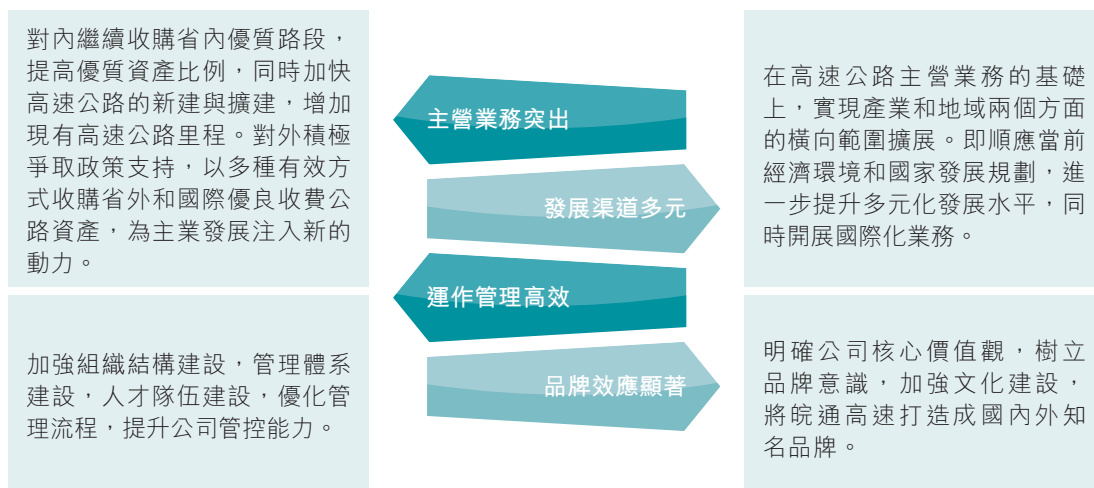 對內繼續收購省內優質路段，
提高優質資產比例，同時加快
高速公路的新建與擴建，增加
現有高速公路里程。對外積極
爭取政策支持，以多種有效方
式收購省外和國際優良收費公
路資產，為主業發展注入新的
動力。
主營業務突出
發展渠道多元
在高速公路主營業務的基礎
上，實現產業和地域兩個方面
的橫向範圍擴展。即順應當前
經濟環境和國家發展規劃，進
一步提升多元化發展水平，同
時開展國際化業務。
加強組織結構建設，管理體系
建設，人才隊伍建設，優化管
理流程，提升公司管控能力。
運作管理高效
品牌效應顯著
明確公司核心價值觀，樹立
品牌意識，加強文化建設，
將皖通高速打造成國內外知
名品牌。